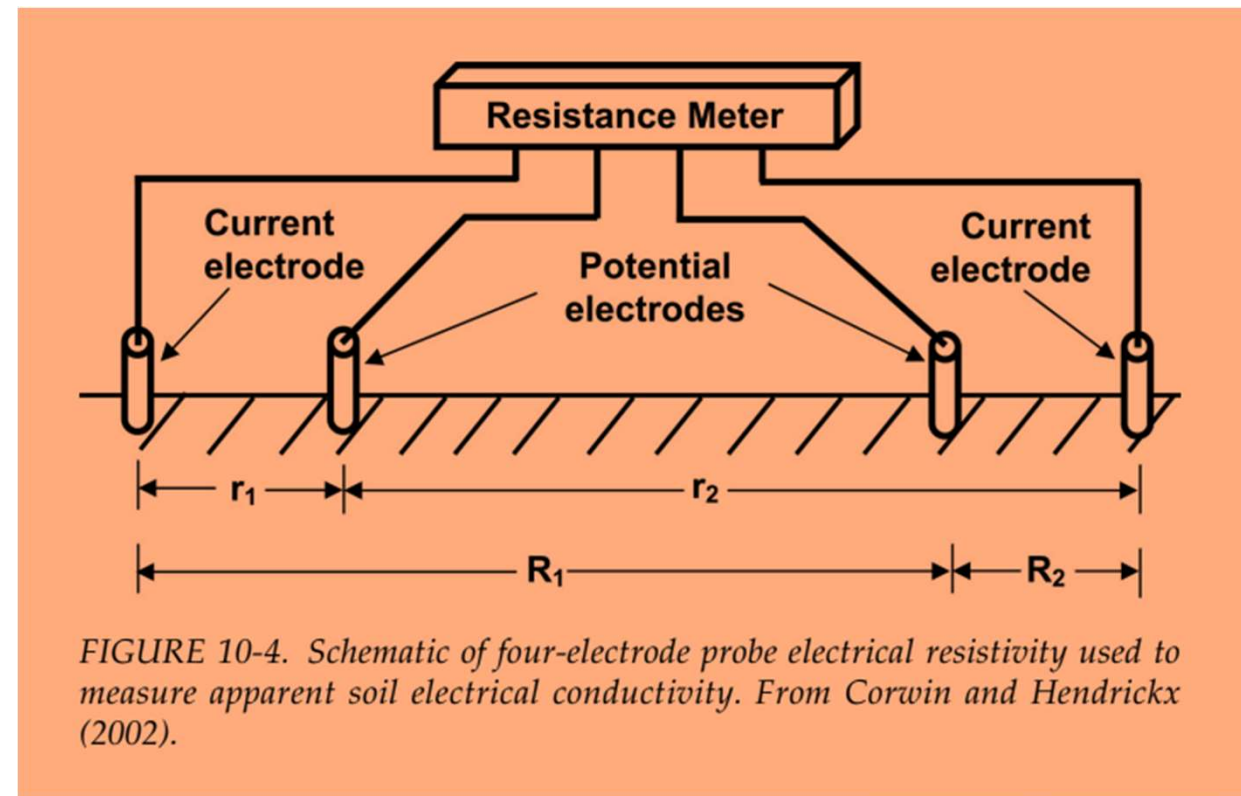 Resistance Meter
Current
electrode
Potential
electrodes
Current
electrode
r₁
r₂
R₁
R₂
FIGURE 10-4. Schematic of four-electrode probe electrical resistivity used to
measure apparent soil electrical conductivity. From Corwin and Hendrickx
(2002).